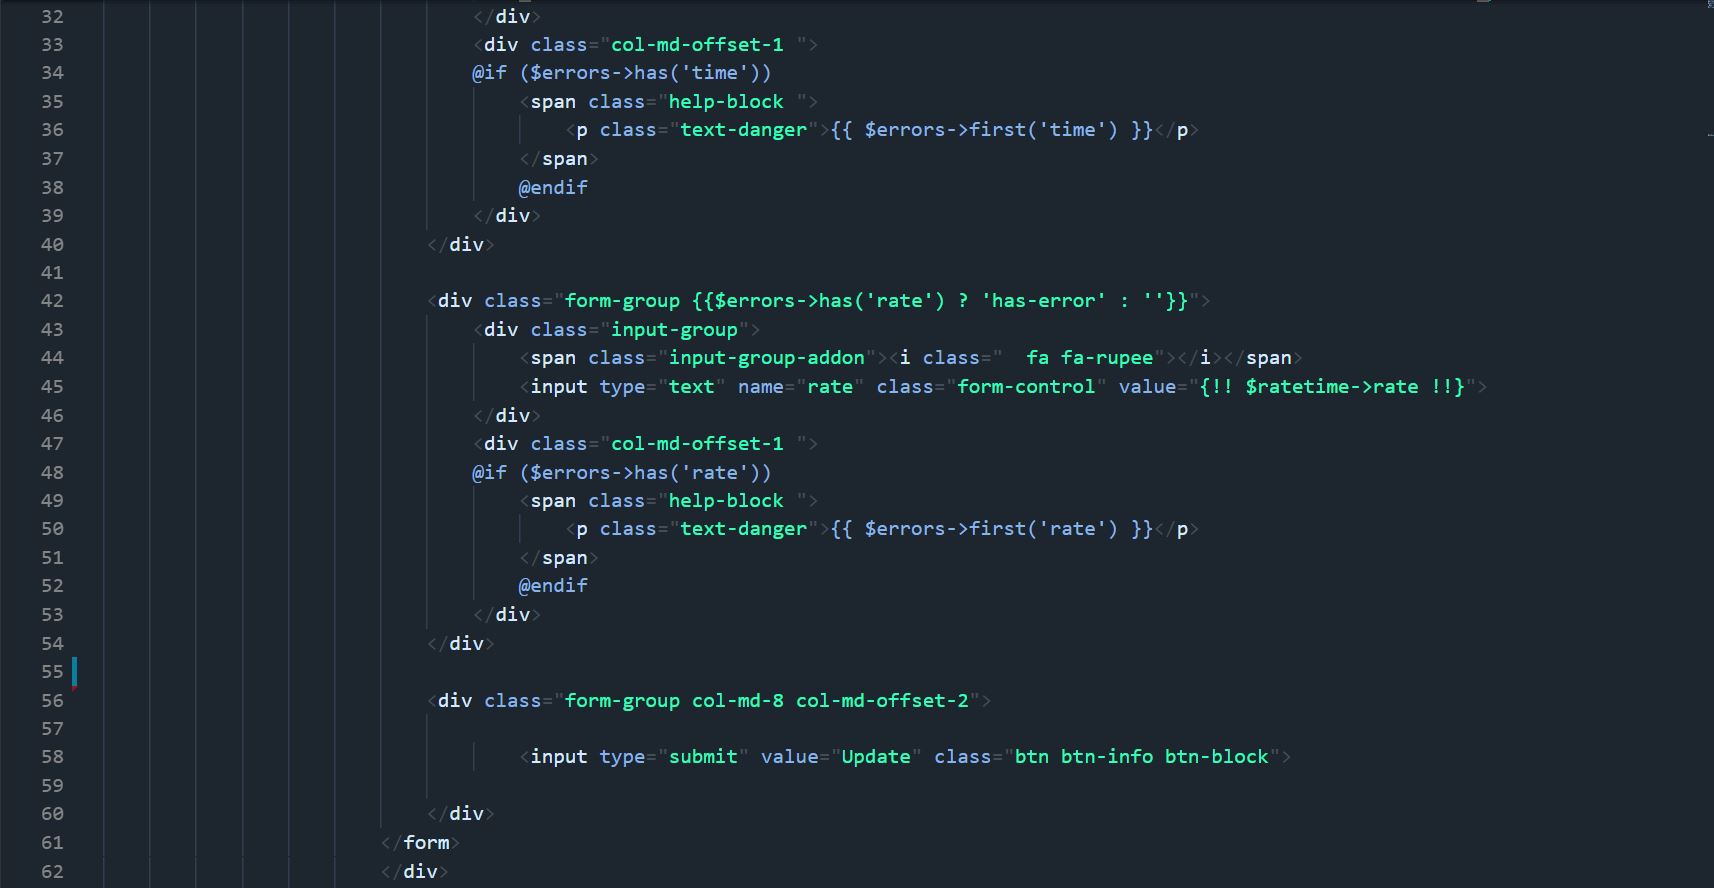 32 </div>
33 <div class="col-md-offset-1 ">
34 @if ($errors->has('time'))
35 <span class="help-block ">
36 <p class="text-danger">{{ $errors->first('time') }}</p>
37 </span>
38 @endif
39 </div>
40 </div>
41
42 <div class="form-group {{$errors->has('rate') ? 'has-error' : ''}}">
43 <div class="input-group">
44 <span class="input-group-addon"><i class="  fa fa-rupee"></i></span>
45 <input type="text" name="rate" class="form-control" value="{!! $ratetime->rate !!}">
46 </div>
47 <div class="col-md-offset-1 ">
48 @if ($errors->has('rate'))
49 <span class="help-block ">
50 <p class="text-danger">{{ $errors->first('rate') }}</p>
51 </span>
52 @endif
53 </div>
54 </div>
55
56 <div class="form-group col-md-8 col-md-offset-2">
57
58 <input type="submit" value="Update" class="btn btn-info btn-block">
59
60 </div>
61 </form>
62 </div>